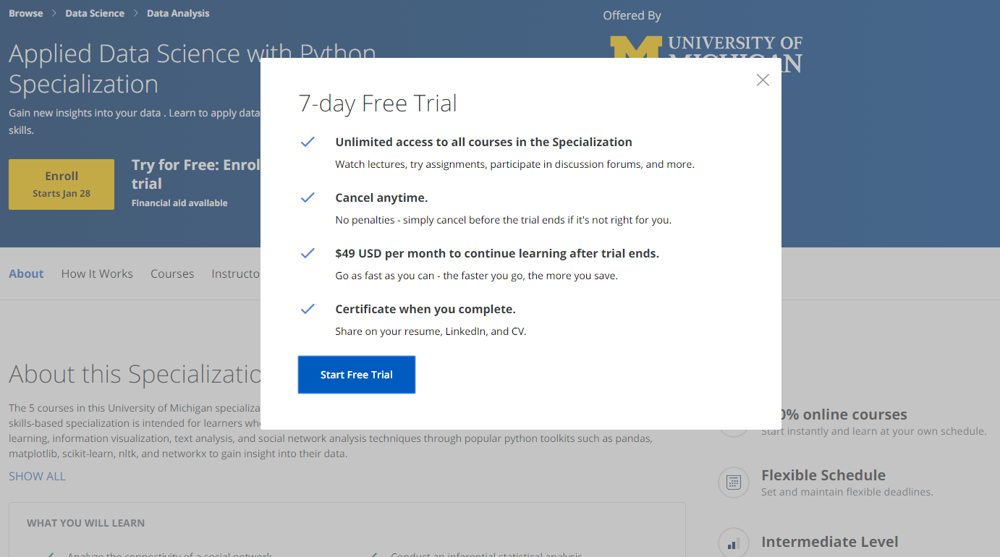 Browse > Data Science > Data Analysis
Offered By
UNIVERSITY OF
MICHIGAN
Applied Data Science with Python
Specialization
Gain new insights into your data . Learn to apply data
skills.
Enroll
Starts Jan 28
Try for Free: Enrol
trial
Financial aid available
7-day Free Trial
Unlimited access to all courses in the Specialization
Watch lectures, try assignments, participate in discussion forums, and more.
Cancel anytime.
No penalties - simply cancel before the trial ends if it's not right for you.
$49 USD per month to continue learning after trial ends.
Go as fast as you can - the faster you go, the more you save.
Certificate when you complete.
Share on your resume, LinkedIn, and CV.
Start Free Trial
About
How It Works
Courses
Instructo
About this Specializatio
The 5 courses in this University of Michigan specializa
skills-based specialization is intended for learners wh
learning, information visualization, text analysis, and social network analysis techniques through popular python toolkits such as pandas,
matplotlib, scikit-learn, nltk, and networkx to gain insight into their data.
SHOW ALL
WHAT YOU WILL LEARN
Analyze the connectivity of a social network
Conduct an inferential statistical analysis
0% online courses
Start instantly and learn at your own schedule.
Flexible Schedule
Set and maintain flexible deadlines.
Intermediate Level